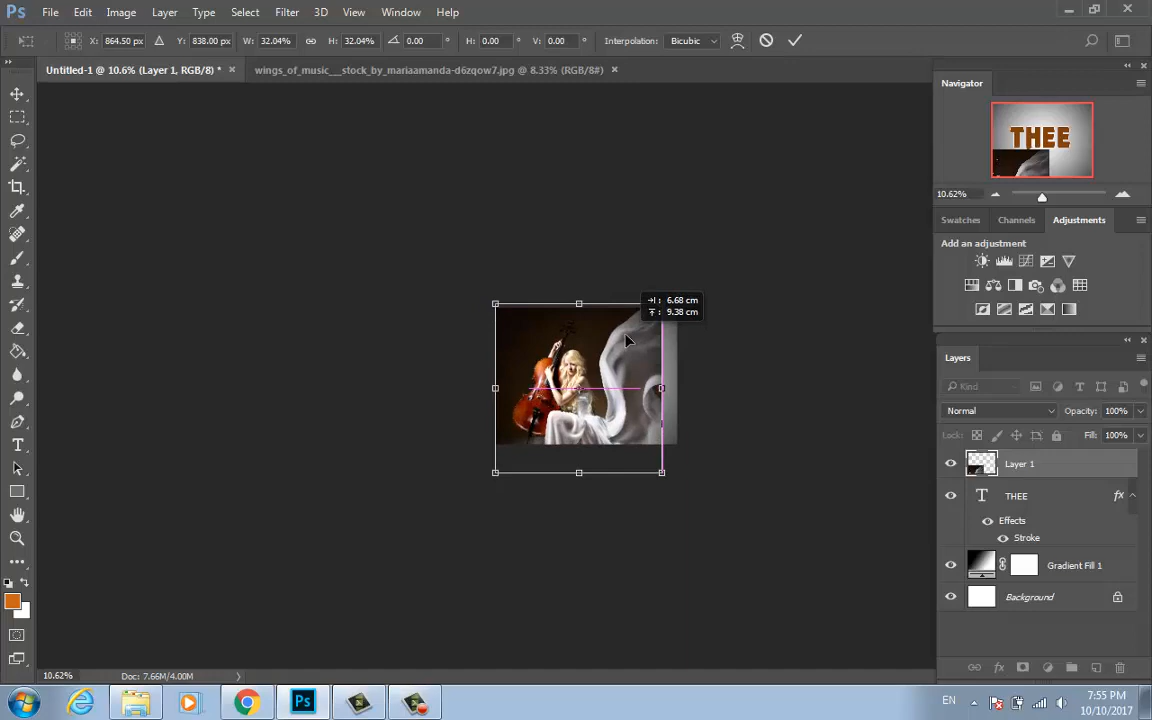 Ps File Edit Image Layer Type Select Filter 3D View Window Help
X: 864.50 px Y: 838.00 px W: 32.04% H: 32.04% 0.00 ° H: 0.00 ° V: 0.00 ° Interpolation: Bicubic
Untitled-1 @ 10.6% (Layer 1, RGB/8) * × wings_of_music__stock_by_mariaamanda-d6zqow7.jpg @ 8.33% (RGB/8#) ×
Navigator
THEE
10.62%
Swatches Channels Adjustments
Add an adjustment
6.68 cm
9.38 cm
Layers
Kind
Normal Opacity: 100%
Lock: Fill: 100%
Layer 1
T THEE fx
Effects
Stroke
Gradient Fill 1
Background
fx
10.62% Doc: 7.66M/4.00M
Ps EN 7:55 PM
10/10/2017